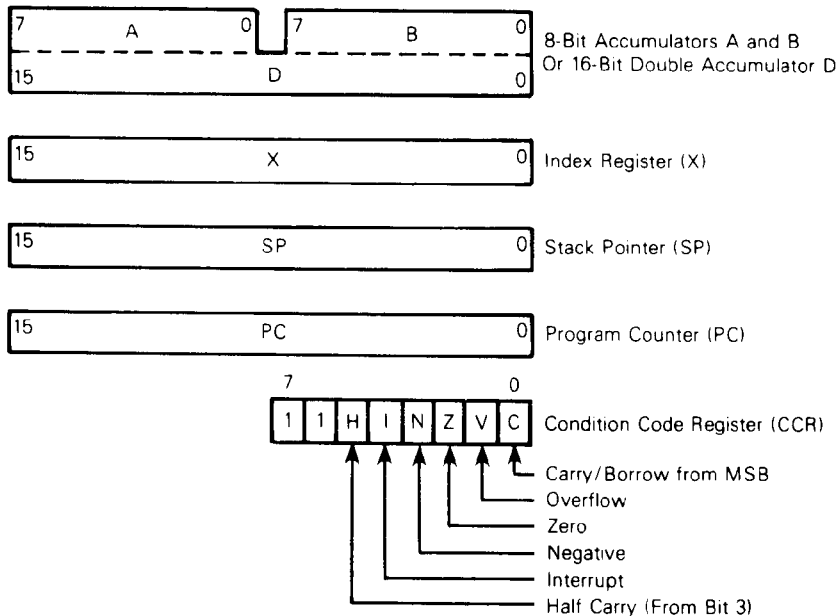 7 A 0 7 B 0
8-Bit Accumulators A and B
Or 16-Bit Double Accumulator D
15 D 0
15 X 0 Index Register (X)
15 SP 0 Stack Pointer (SP)
15 PC 0 Program Counter (PC)
7 0
1 1 H I N Z V C Condition Code Register (CCR)
Carry/Borrow from MSB
Overflow
Zero
Negative
Interrupt
Half Carry (From Bit 3)